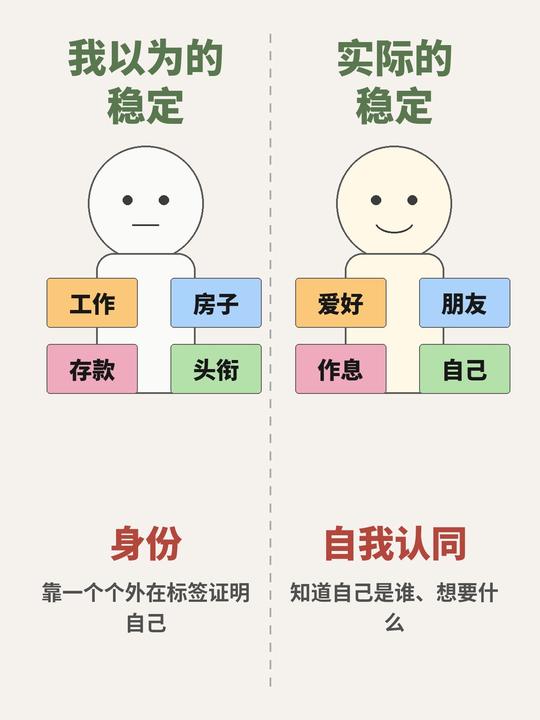 我以为的
稳定
工作
房子
存款
头衔
身份
靠一个个外在标签证明
自己
实际的
稳定
爱好
朋友
作息
自己
自我认同
知道自己是谁、想要什
么